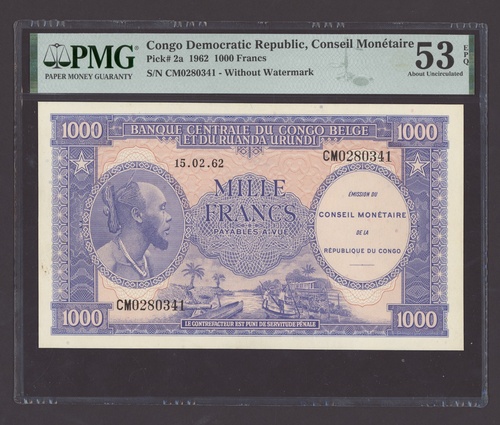 PMG
PAPER MONEY GUARANTY
Congo Democratic Republic, Conseil Monétaire
Pick# 2a 1962 1000 Francs
S/N CM0280341 - Without Watermark
53
EPQ
About Uncirculated
1000
BANQUE CENTRALE DU CONGO BELGE
ET DU RUANDA URUNDI
1000
15.02.62
CM0280341
MILLE
FRANCS
PAYABLES A VUE
ÉMISSION DU
CONSEIL MONÉTAIRE
DE LA
RÉPUBLIQUE DU CONGO
CM0280341
1000
LE CONTREFACTEUR EST PUNI DE SERVITUDE PÉNALE
1000